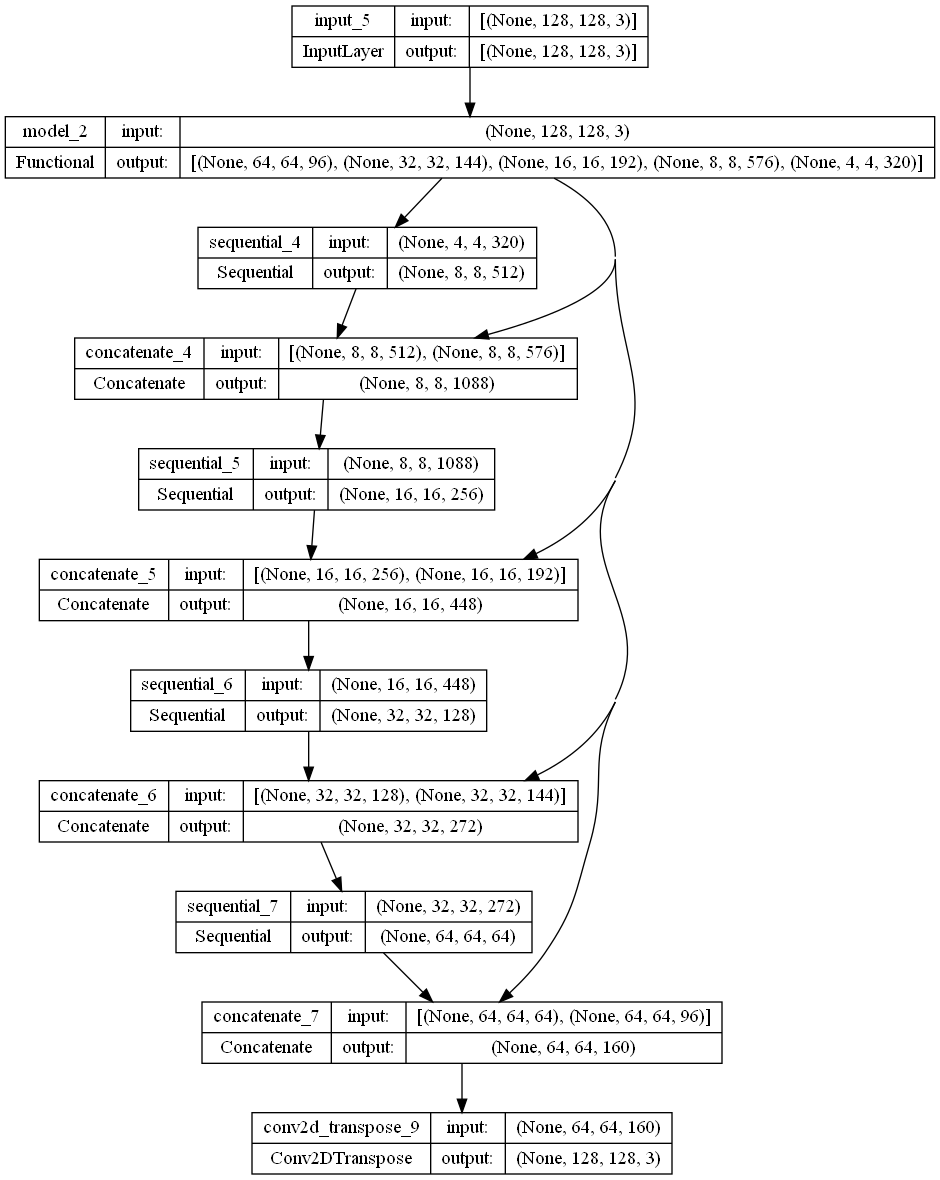 input_5 input: [(None, 128, 128, 3)]
InputLayer output: [(None, 128, 128, 3)]
model_2 input: (None, 128, 128, 3)
Functional output: [(None, 64, 64, 96), (None, 32, 32, 144), (None, 16, 16, 192), (None, 8, 8, 576), (None, 4, 4, 320)]
sequential_4 input: (None, 4, 4, 320)
Sequential output: (None, 8, 8, 512)
concatenate_4 input: [(None, 8, 8, 512), (None, 8, 8, 576)]
Concatenate output: (None, 8, 8, 1088)
sequential_5 input: (None, 8, 8, 1088)
Sequential output: (None, 16, 16, 256)
concatenate_5 input: [(None, 16, 16, 256), (None, 16, 16, 192)]
Concatenate output: (None, 16, 16, 448)
sequential_6 input: (None, 16, 16, 448)
Sequential output: (None, 32, 32, 128)
concatenate_6 input: [(None, 32, 32, 128), (None, 32, 32, 144)]
Concatenate output: (None, 32, 32, 272)
sequential_7 input: (None, 32, 32, 272)
Sequential output: (None, 64, 64, 64)
concatenate_7 input: [(None, 64, 64, 64), (None, 64, 64, 96)]
Concatenate output: (None, 64, 64, 160)
conv2d_transpose_9 input: (None, 64, 64, 160)
Conv2DTranspose output: (None, 128, 128, 3)